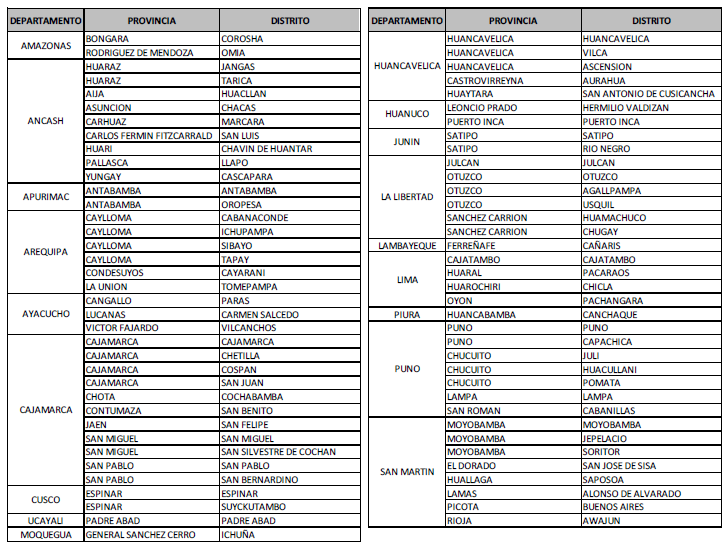 DEPARTAMENTO PROVINCIA DISTRITO
AMAZONAS
BONGARA COROSHA
RODRIGUEZ DE MENDOZA OMIA
ANCASH
HUARAZ JANGAS
HUARAZ TARICA
AIJA HUACLLAN
ASUNCION CHACAS
CARHUAZ MARCARA
CARLOS FERMIN FITZCARRALD SAN LUIS
HUARI CHAVIN DE HUANTAR
PALLASCA LLAPO
YUNGAY CASCAPARA
APURIMAC
ANTABAMBA ANTABAMBA
ANTABAMBA OROPESA
AREQUIPA
CAYLLOMA CABANACONDE
CAYLLOMA ICHUPAMPA
CAYLLOMA SIBAYO
CAYLLOMA TAPAY
CONDESUYOS CAYARANI
LA UNION TOMEPAMPA
AYACUCHO
CANGALLO PARAS
LUCANAS CARMEN SALCEDO
VICTOR FAJARDO VILCANCHOS
CAJAMARCA
CAJAMARCA CAJAMARCA
CAJAMARCA CHETILLA
CAJAMARCA COSPAN
CAJAMARCA SAN JUAN
CHOTA COCHABAMBA
CONTUMAZA SAN BENITO
JAEN SAN FELIPE
SAN MIGUEL SAN MIGUEL
SAN MIGUEL SAN SILVESTRE DE COCHAN
SAN PABLO SAN PABLO
SAN PABLO SAN BERNARDINO
CUSCO
ESPINAR ESPINAR
ESPINAR SUYCKUTAMBO
UCAYALI PADRE ABAD PADRE ABAD
MOQUEGUA GENERAL SANCHEZ CERRO ICHUÑA
DEPARTAMENTO PROVINCIA DISTRITO
HUANCAVELICA
HUANCAVELICA HUANCAVELICA
HUANCAVELICA VILCA
HUANCAVELICA ASCENSION
CASTROVIRREYNA AURAHUA
HUAYTARA SAN ANTONIO DE CUSICANCHA
HUANUCO
LEONCIO PRADO HERMILIO VALDIZAN
PUERTO INCA PUERTO INCA
JUNIN
SATIPO SATIPO
SATIPO RIO NEGRO
LA LIBERTAD
JULCAN JULCAN
OTUZCO OTUZCO
OTUZCO AGALLPAMPA
OTUZCO USQUIL
SANCHEZ CARRION HUAMACHUCO
SANCHEZ CARRION CHUGAY
LAMBAYEQUE FERREÑAFE CAÑARIS
LIMA
CAJATAMBO CAJATAMBO
HUARAL PACARAOS
HUAROCHIRI CHICLA
OYON PACHANGARA
PIURA HUANCABAMBA CANCHAQUE
PUNO
PUNO PUNO
PUNO CAPACHICA
CHUCUITO JULI
CHUCUITO HUACULLANI
CHUCUITO POMATA
LAMPA LAMPA
SAN ROMAN CABANILLAS
SAN MARTIN
MOYOBAMBA MOYOBAMBA
MOYOBAMBA JEPELACIO
MOYOBAMBA SORITOR
EL DORADO SAN JOSE DE SISA
HUALLAGA SAPOSOA
LAMAS ALONSO DE ALVARADO
PICOTA BUENOS AIRES
RIOJA AWAJUN